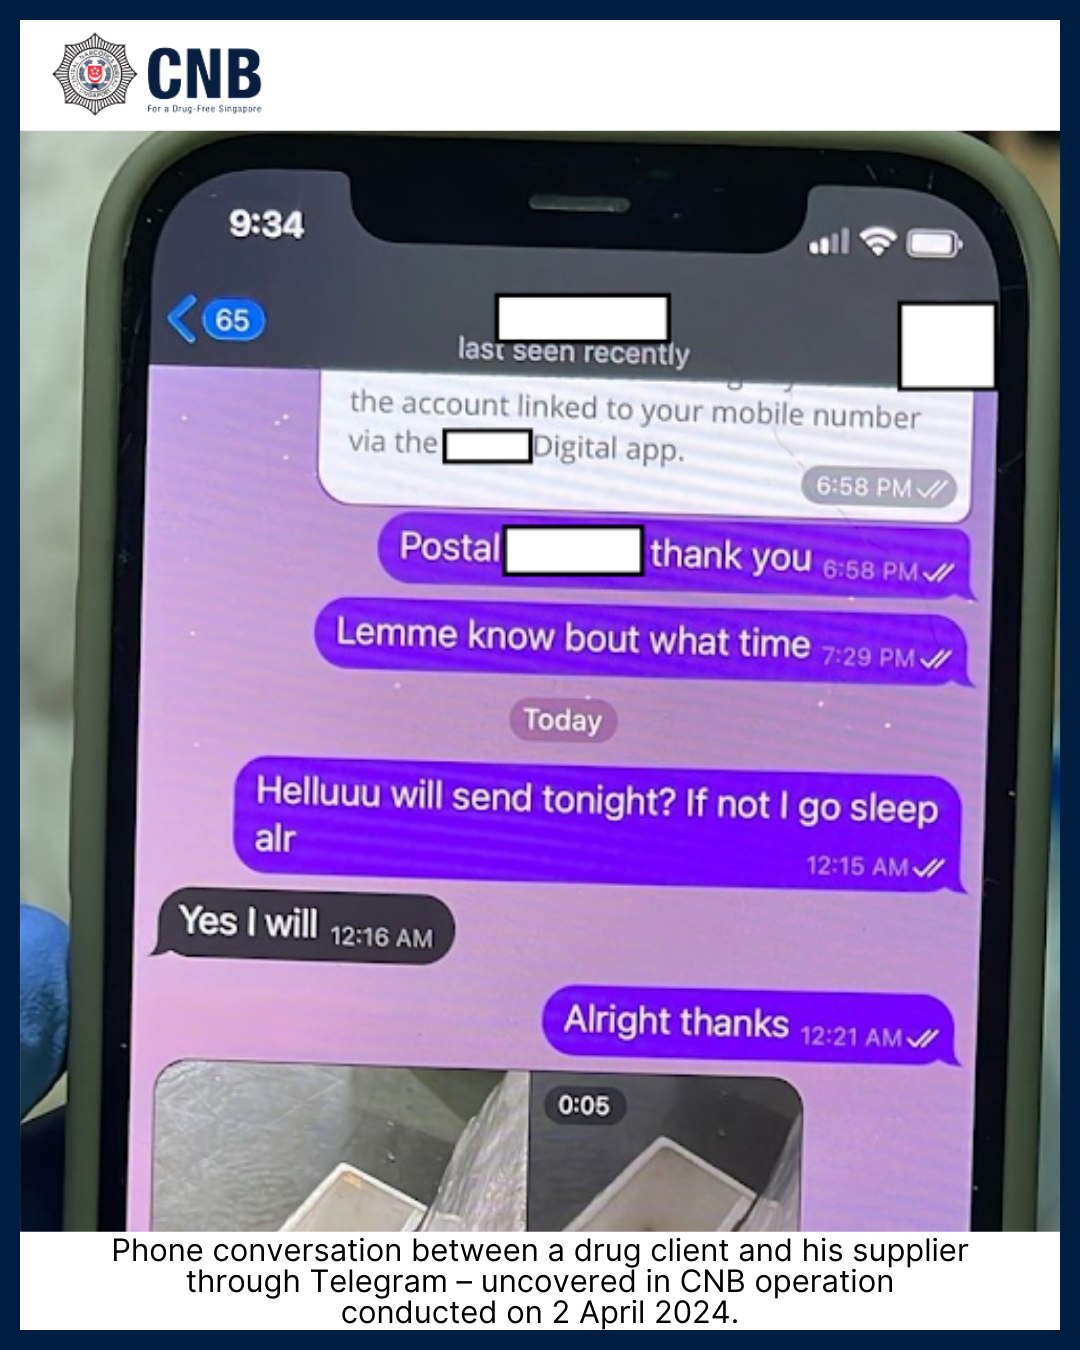 CNB
For a Drug-Free Singapore
9:34
65
last seen recently
the account linked to your mobile number
via the Digital app.
6:58 PM
Postal thank you 6:58 PM
Lemme know bout what time 7:29 PM
Today
Helluuu will send tonight? If not I go sleep
alr
12:15 AM
Yes I will 12:16 AM
Alright thanks 12:21 AM
0:05
Phone conversation between a drug client and his supplier
through Telegram – uncovered in CNB operation
conducted on 2 April 2024.